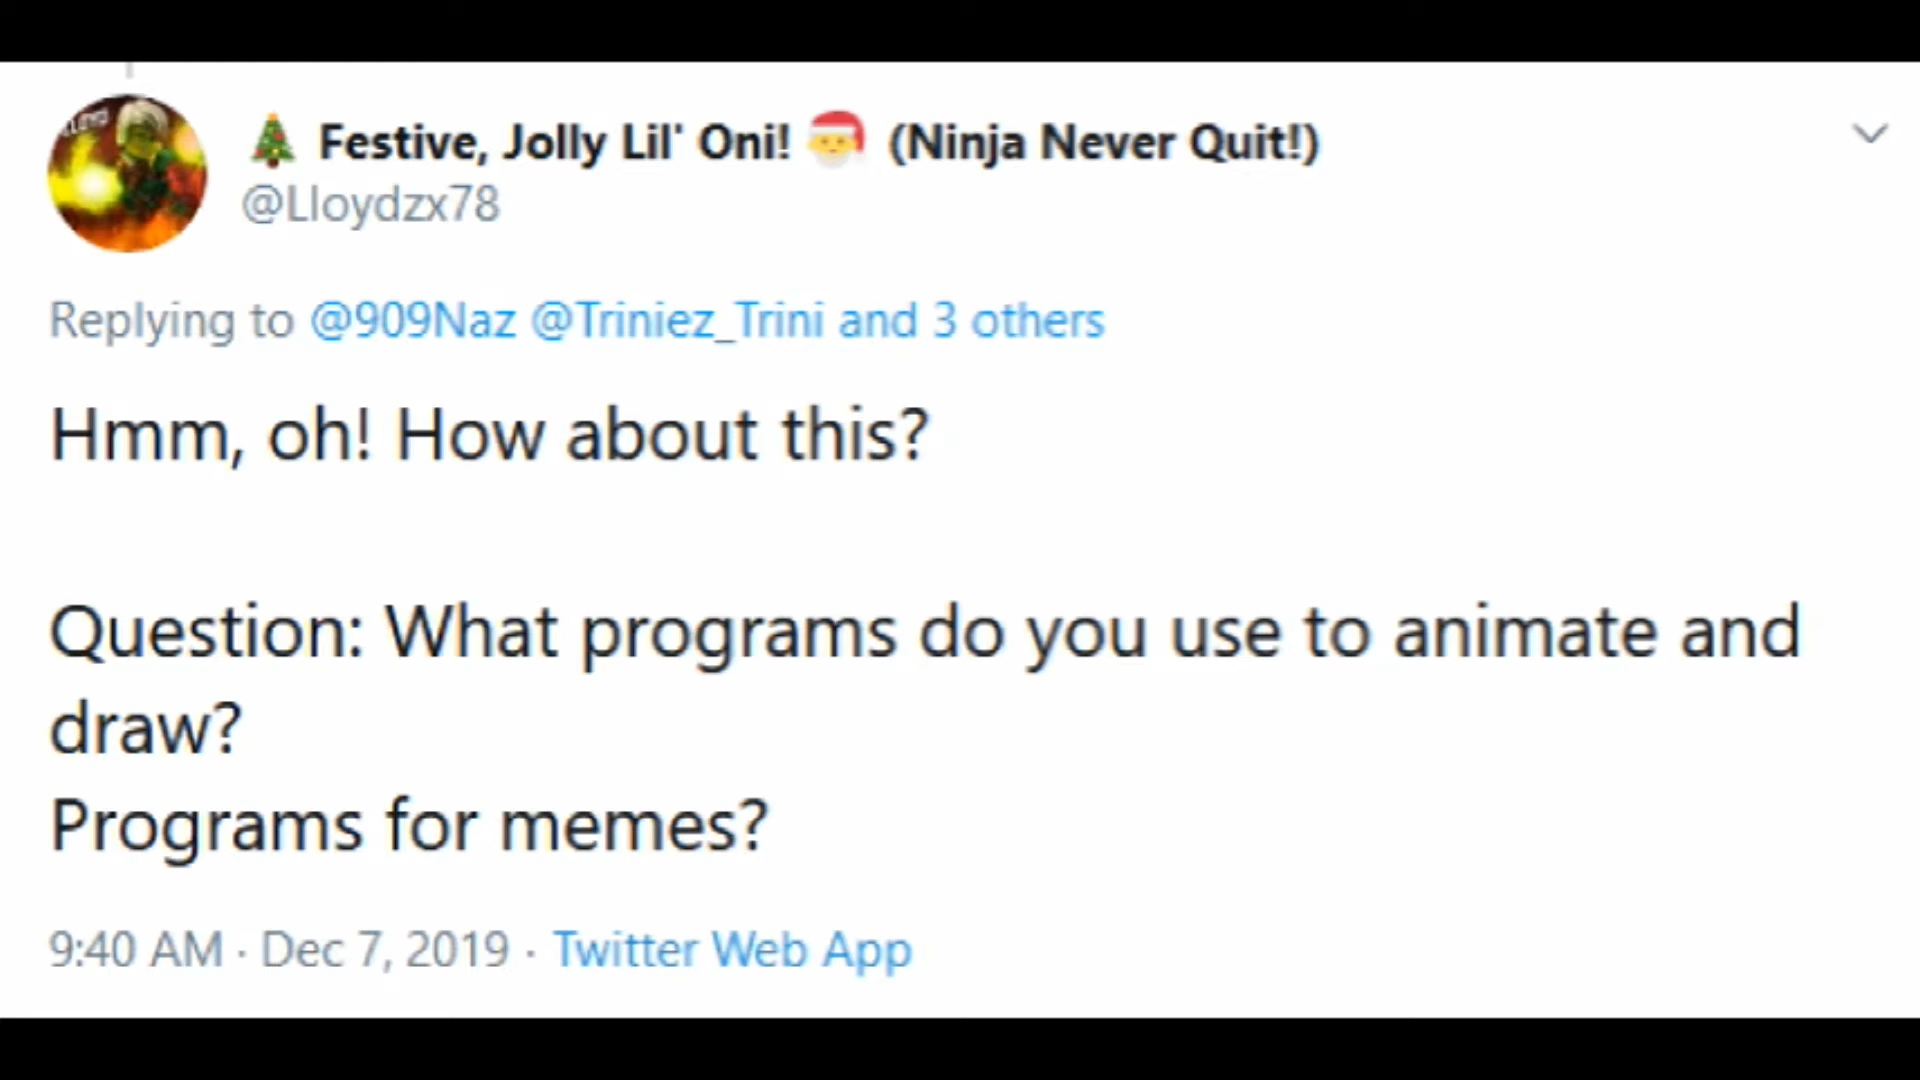 🎄 Festive, Jolly Lil' Oni! 🎅 (Ninja Never Quit!)
@Lloydzx78
Replying to @909Naz @Triniez_Trini and 3 others
Hmm, oh! How about this?
Question: What programs do you use to animate and
draw?
Programs for memes?
9:40 AM · Dec 7, 2019 · Twitter Web App